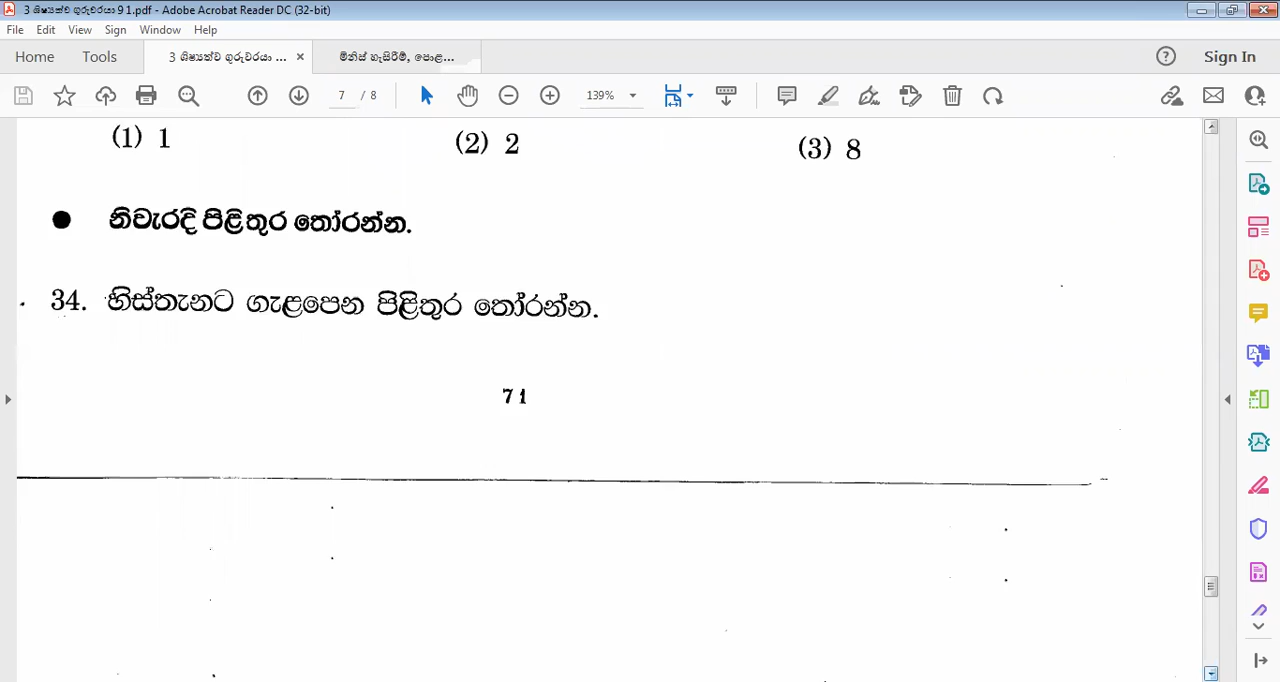 3 ශිෂ්‍යත්ව ගුරුවරයා 9 1.pdf - Adobe Acrobat Reader DC (32-bit)
File Edit View Sign Window Help
Home Tools 3 ශිෂ්‍යත්ව ගුරුවරයා ... × මිනිස් හැසිරීම්, පොළ... ? Sign In
7 / 8 139%
(1) 1 (2) 2 (3) 8
● නිවැරදි පිළිතුර තෝරන්න.
34. හිස්තැනට ගැළපෙන පිළිතුර තෝරන්න.
71